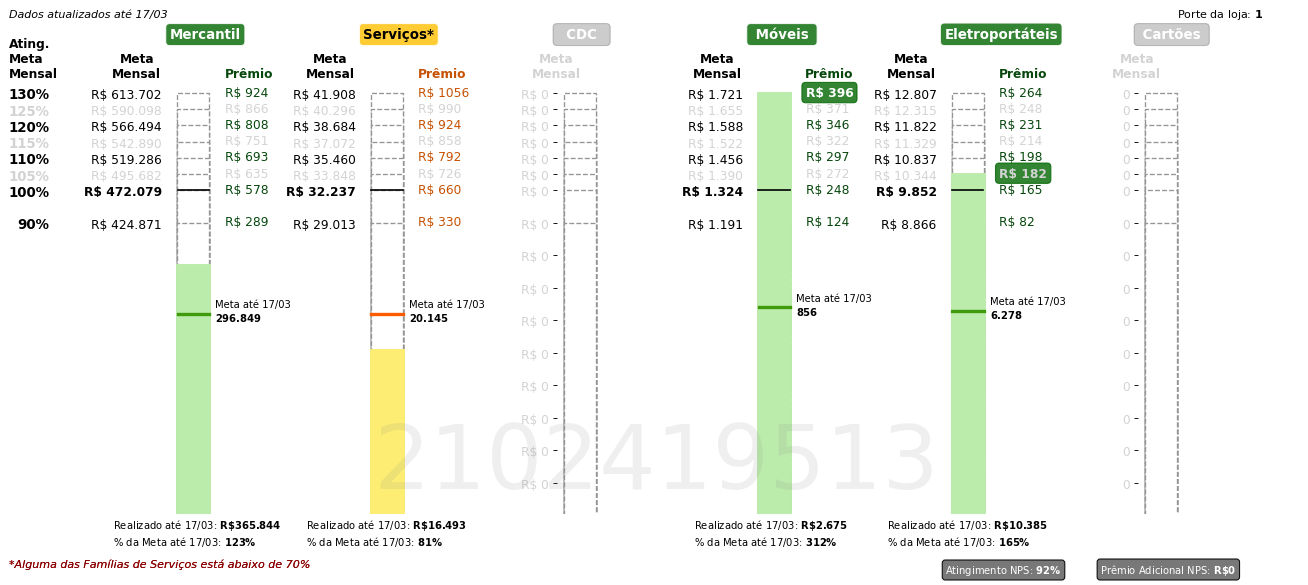 Dados atualizados até 17/03
Porte da loja: 1
Mercantil Serviços* CDC Móveis Eletroportáteis Cartões
Ating. Meta Mensal
Meta Mensal Prêmio Meta Mensal Prêmio Meta Mensal Meta Mensal Prêmio Meta Mensal Prêmio Meta Mensal
130% R$ 613.702 R$ 924 R$ 41.908 R$ 1056 R$ 0 R$ 1.721 R$ 396 R$ 12.807 R$ 264 0
125% R$ 590.098 R$ 866 R$ 40.296 R$ 990 R$ 0 R$ 1.655 R$ 371 R$ 12.315 R$ 248 0
120% R$ 566.494 R$ 808 R$ 38.684 R$ 924 R$ 0 R$ 1.588 R$ 346 R$ 11.822 R$ 231 0
115% R$ 542.890 R$ 751 R$ 37.072 R$ 858 R$ 0 R$ 1.522 R$ 322 R$ 11.329 R$ 214 0
110% R$ 519.286 R$ 693 R$ 35.460 R$ 792 R$ 0 R$ 1.456 R$ 297 R$ 10.837 R$ 198 0
105% R$ 495.682 R$ 635 R$ 33.848 R$ 726 R$ 0 R$ 1.390 R$ 272 R$ 10.344 R$ 182 0
100% R$ 472.079 R$ 578 R$ 32.237 R$ 660 R$ 0 R$ 1.324 R$ 248 R$ 9.852 R$ 165 0
90% R$ 424.871 R$ 289 R$ 29.013 R$ 330 R$ 0 R$ 1.191 R$ 124 R$ 8.866 R$ 82 0
R$ 0 0
R$ 0 0
Meta até 17/03 Meta até 17/03 Meta até 17/03 Meta até 17/03
296.849 20.145 R$ 0 856 6.278 0
R$ 0 0
R$ 0 0
R$ 0 0
R$ 0 0
R$ 0 0
2102419513
Realizado até 17/03: R$365.844 Realizado até 17/03: R$16.493 Realizado até 17/03: R$2.675 Realizado até 17/03: R$10.385
% da Meta até 17/03: 123% % da Meta até 17/03: 81% % da Meta até 17/03: 312% % da Meta até 17/03: 165%
*Alguma das Famílias de Serviços está abaixo de 70%
Atingimento NPS: 92% Prêmio Adicional NPS: R$0